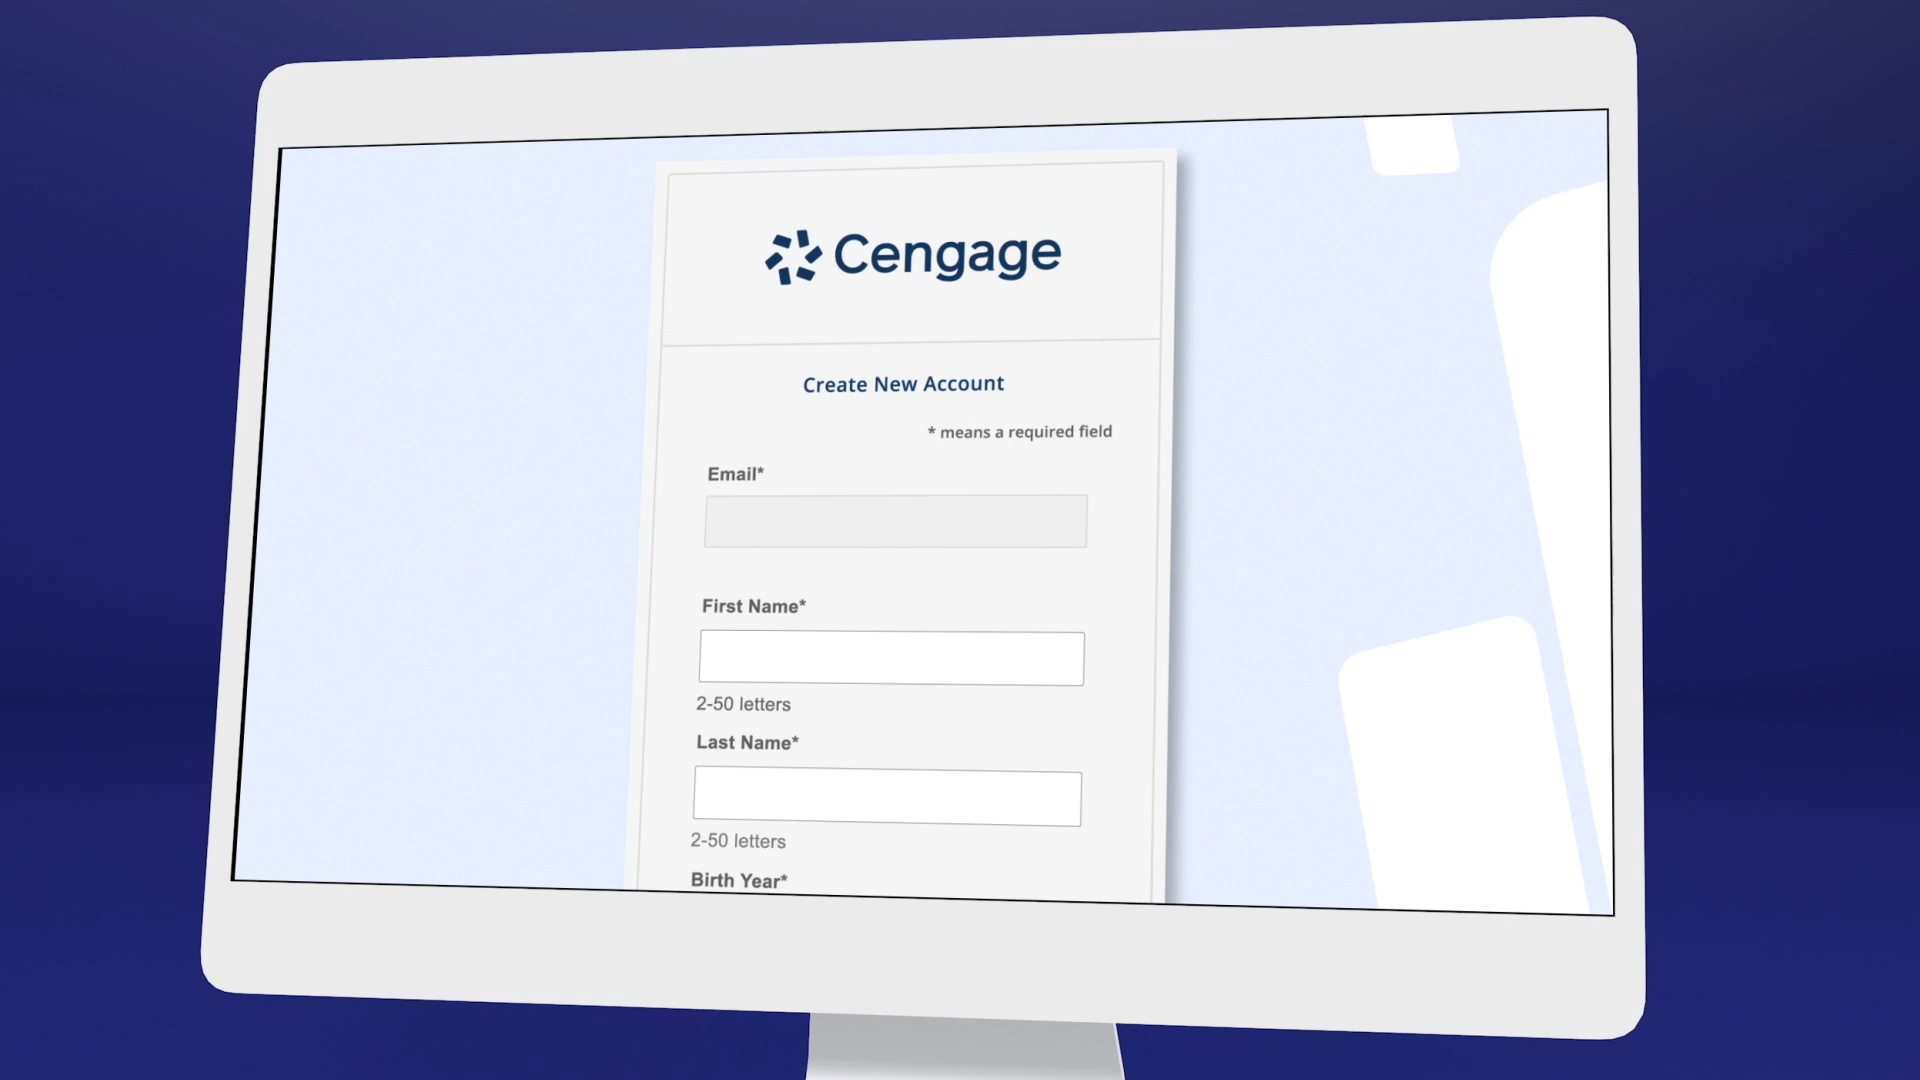 Cengage
Create New Account
* means a required field
Email*
First Name*
2-50 letters
Last Name*
2-50 letters
Birth Year*